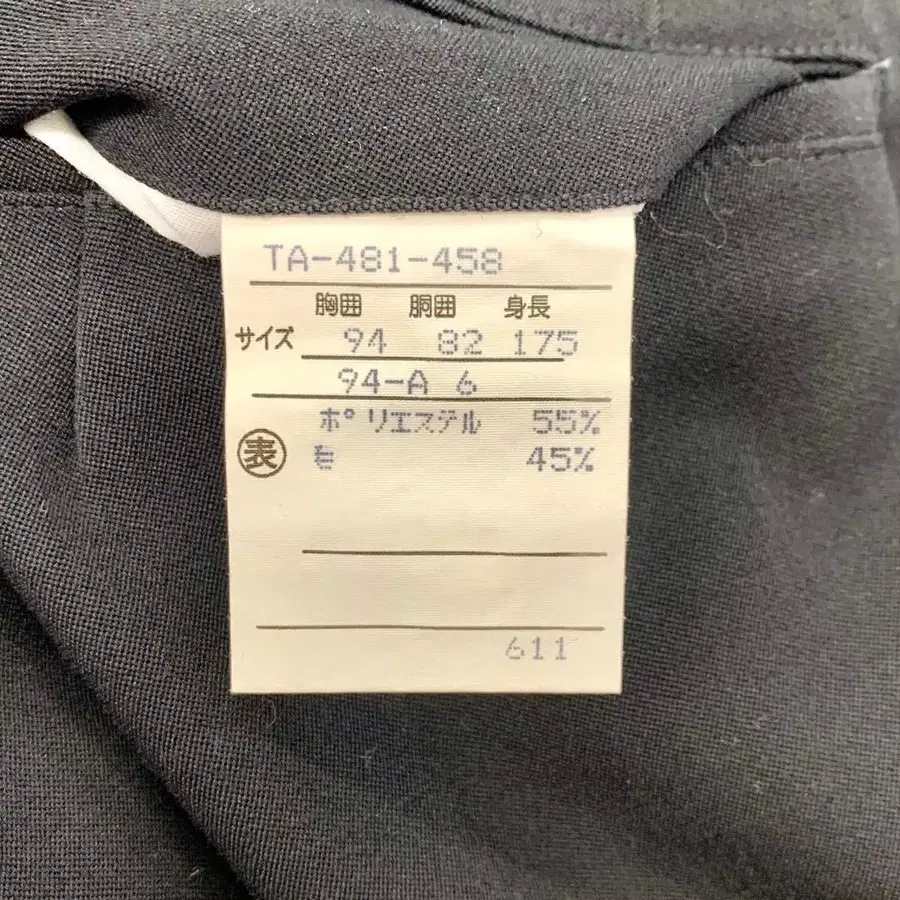 TA-481-458
胸囲 胴囲 身長
サイズ 94 82 175
94-A 6
ポリエステル 55%
表 毛 45%
611